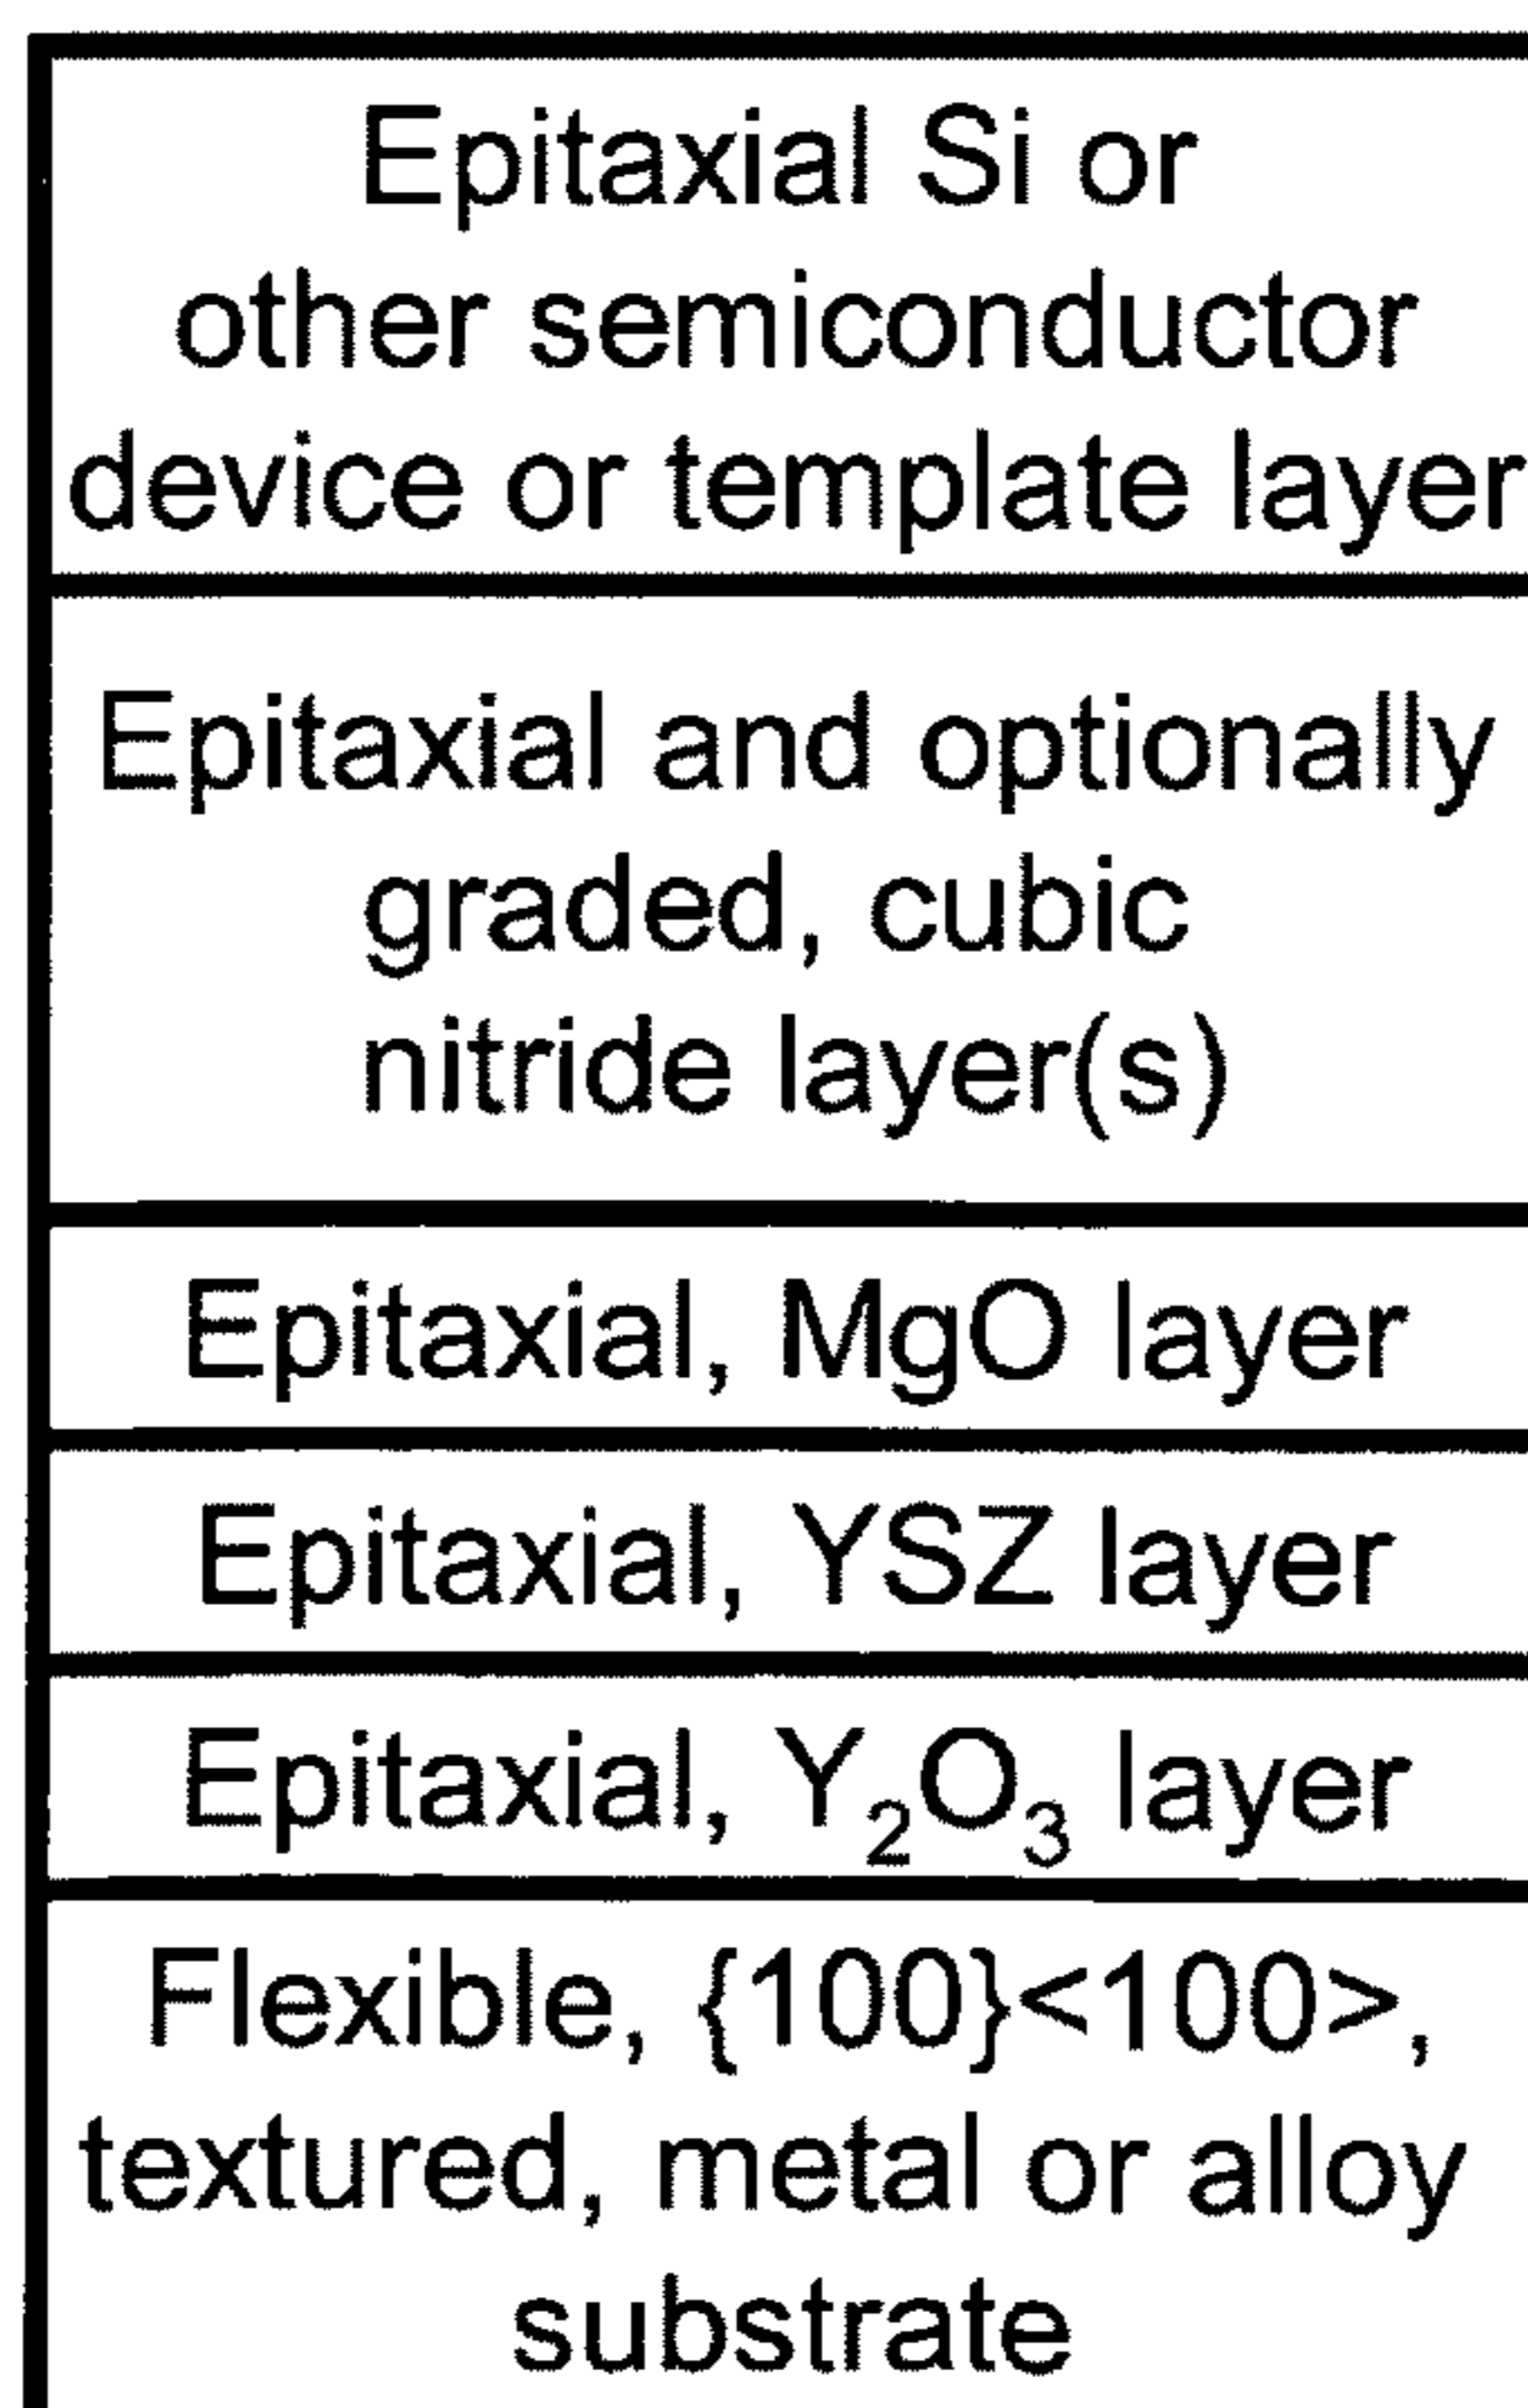 Epitaxial Si or
other semiconductor
device or template layer
Epitaxial and optionally
graded, cubic
nitride layer(s)
Epitaxial, MgO layer
Epitaxial, YSZ layer
Epitaxial, Y₂O₃ layer
Flexible, {100}<100>,
textured, metal or alloy
substrate